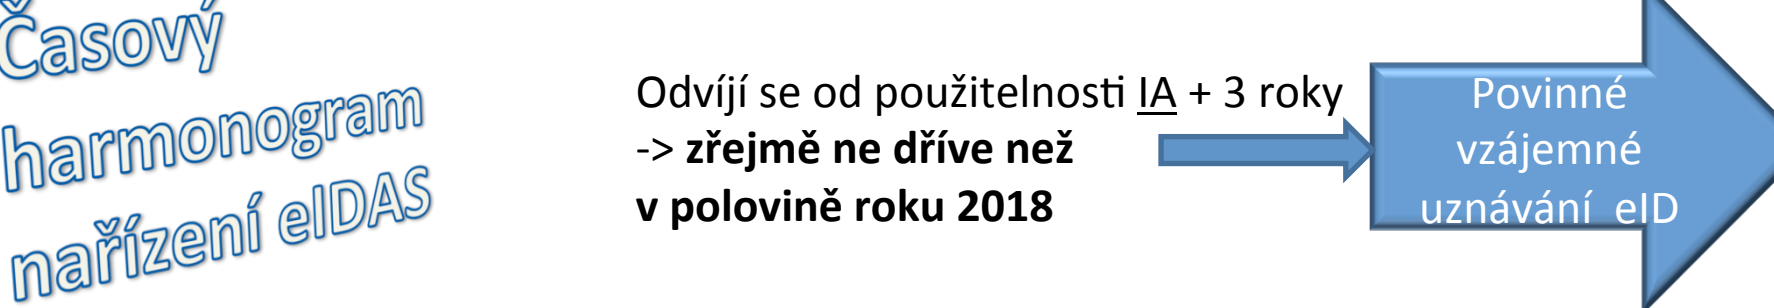 Časový
harmonogram
nařízení eIDAS
Odvíjí se od použitelnosti IA + 3 roky
-> zřejmě ne dříve než
v polovině roku 2018
Povinné
vzájemné
uznávání eID